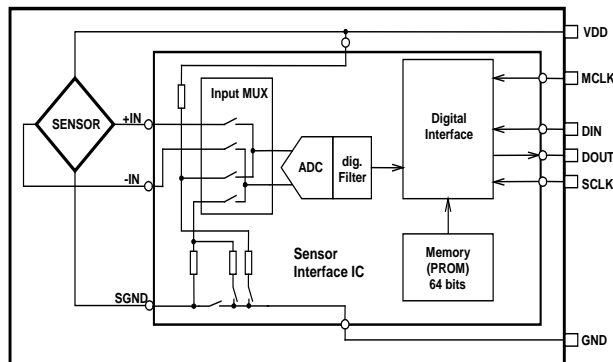 VDD
MCLK
Input MUX
SENSOR
+IN
Digital
Interface
DIN
DOUT
ADC
dig.
Filter
-IN
SCLK
Sensor
Interface IC
Memory
(PROM)
64 bits
SGND
GND